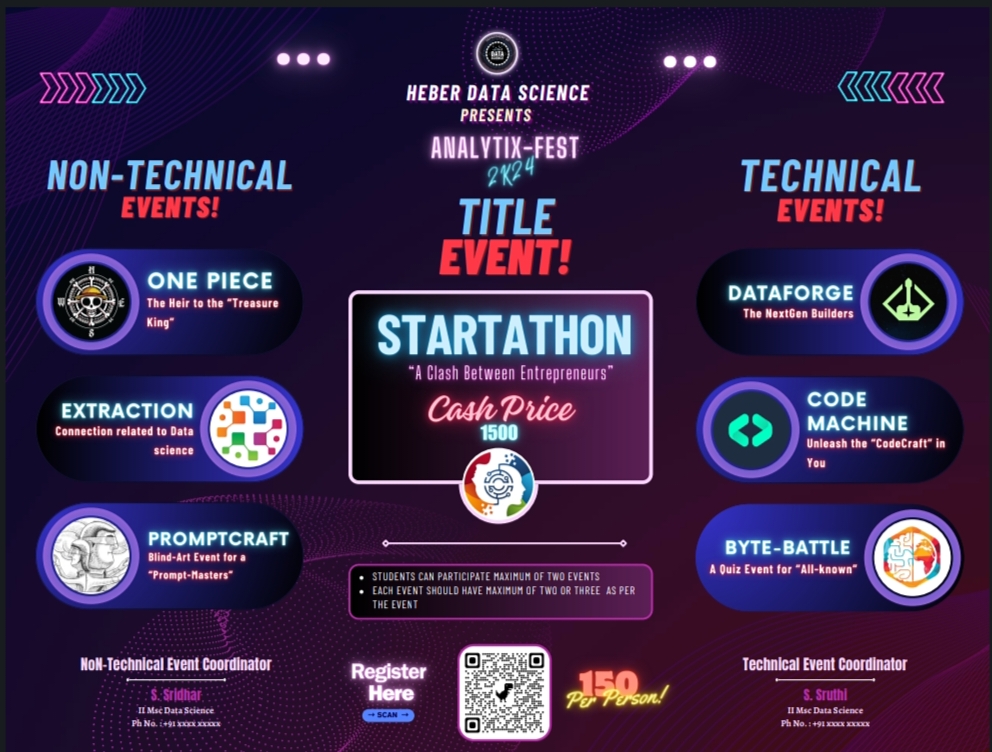 DATA
SCIENCE
HEBER DATA SCIENCE
PRESENTS
ANALYTIX-FEST
2K24
NON-TECHNICAL
EVENTS!
ONE PIECE
The Heir to the "Treasure
King"
EXTRACTION
Connection related to Data
science
PROMPTCRAFT
Blind-Art Event for a
"Prompt-Masters"
NoN-Technical Event Coordinator
S. Sridhar
II Msc Data Science
Ph No. : +91 xxxx xxxxx
TITLE
EVENT!
STARTATHON
"A Clash Between Entrepreneurs"
Cash Price
1500
• STUDENTS CAN PARTICIPATE MAXIMUM OF TWO EVENTS
• EACH EVENT SHOULD HAVE MAXIMUM OF TWO OR THREE AS PER
THE EVENT
Register
Here
→ SCAN →
150
Per Person!
TECHNICAL
EVENTS!
DATAFORGE
The NextGen Builders
CODE
MACHINE
Unleash the "CodeCraft" in
You
BYTE-BATTLE
A Quiz Event for "All-known"
Technical Event Coordinator
S. Sruthi
II Msc Data Science
Ph No. : +91 xxxx xxxxx